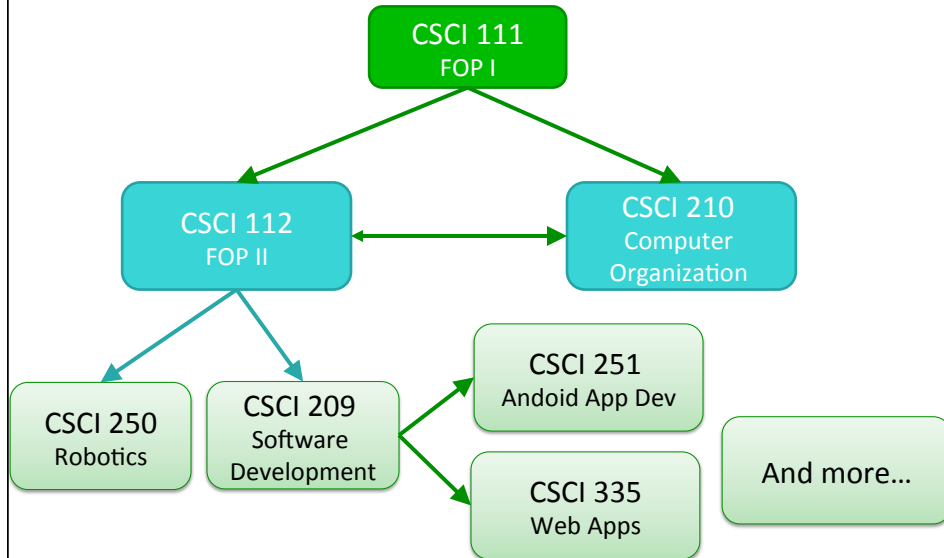 CSCI 111
FOP I
CSCI 112
FOP II
CSCI 210
Computer
Organization
CSCI 250
Robotics
CSCI 209
Software
Development
CSCI 251
Andoid App Dev
CSCI 335
Web Apps
And more...